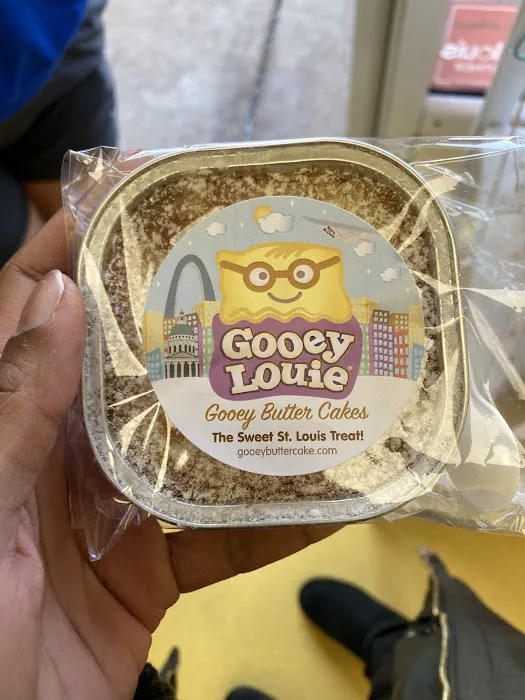 Gooey
Louie
Gooey Butter Cakes
The Sweet St. Louis Treat!
gooeybuttercake.com